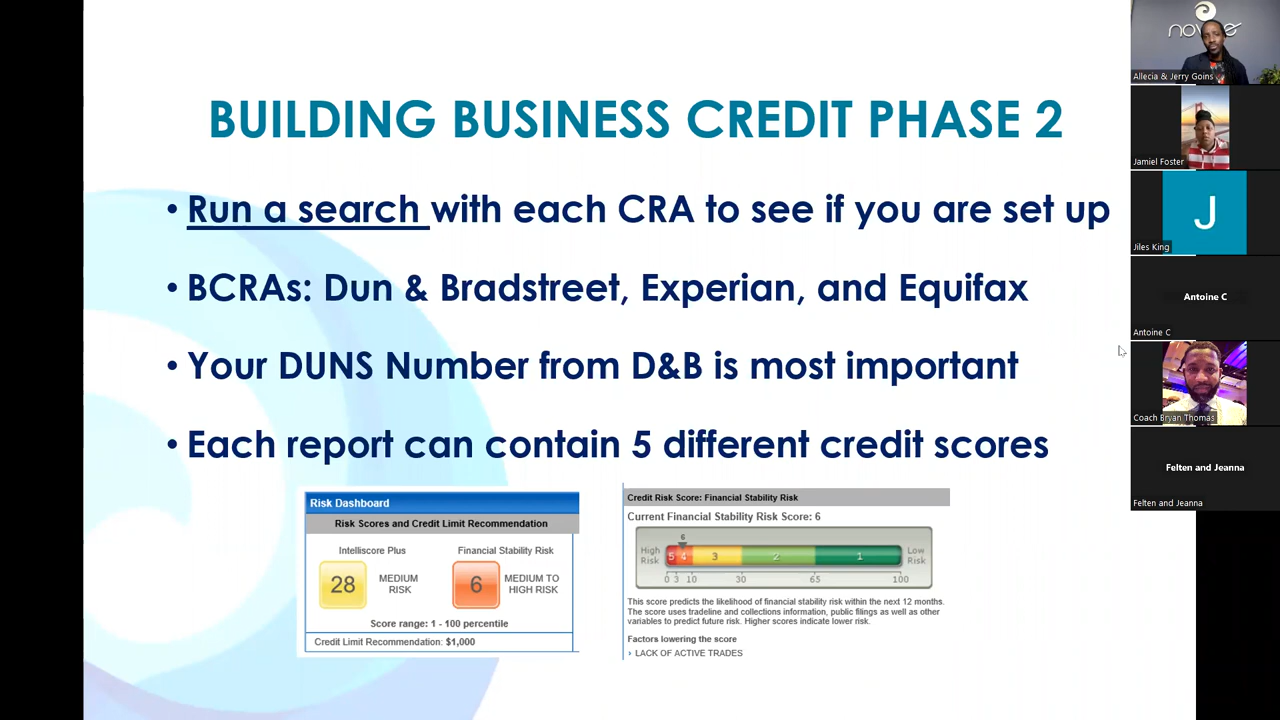 BUILDING BUSINESS CREDIT PHASE 2
• Run a search with each CRA to see if you are set up
• BCRAs: Dun & Bradstreet, Experian, and Equifax
• Your DUNS Number from D&B is most important
• Each report can contain 5 different credit scores
Risk Dashboard
Risk Scores and Credit Limit Recommendation
Intelliscore Plus
28
MEDIUM
RISK
Financial Stability Risk
6
MEDIUM TO
HIGH RISK
Score range: 1 - 100 percentile
Credit Limit Recommendation: $1,000
Credit Risk Score: Financial Stability Risk
Current Financial Stability Risk Score: 6
6
High
Risk
5 4 3 2 1
Low
Risk
0 3 10 30 65 100
This score predicts the likelihood of financial stability risk within the next 12 months.
The score uses tradeline and collections information, public filings as well as other
variables to predict future risk. Higher scores indicate lower risk.
Factors lowering the score
› LACK OF ACTIVE TRADES
Allecia & Jerry Goins
Jamiel Foster
J
Jiles King
Antoine C
Antoine C
Coach Bryan Thomas
Felten and Jeanna
Felten and Jeanna